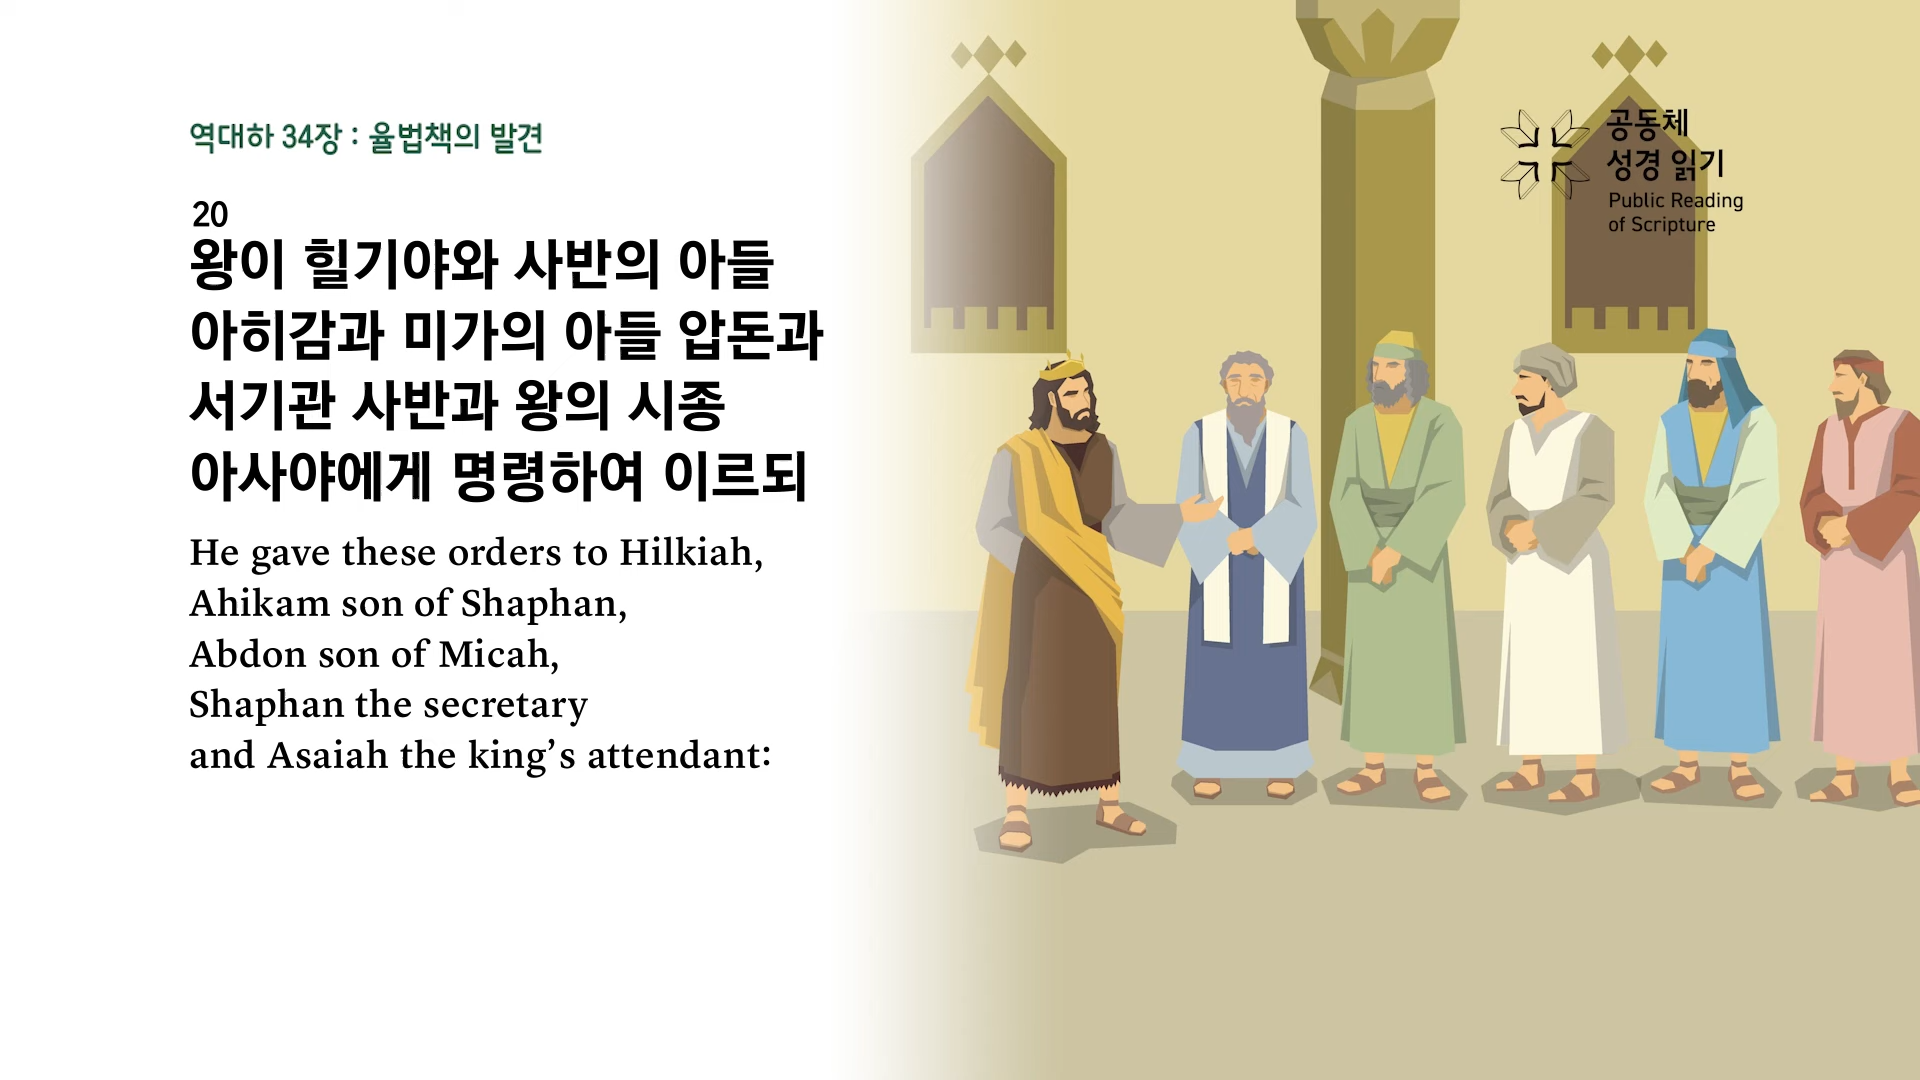 역대하 34장 : 율법책의 발견
20
왕이 힐기야와 사반의 아들
아히감과 미가의 아들 압돈과
서기관 사반과 왕의 시종
아사야에게 명령하여 이르되
He gave these orders to Hilkiah,
Ahikam son of Shaphan,
Abdon son of Micah,
Shaphan the secretary
and Asaiah the king’s attendant:
공동체
성경 읽기
Public Reading
of Scripture